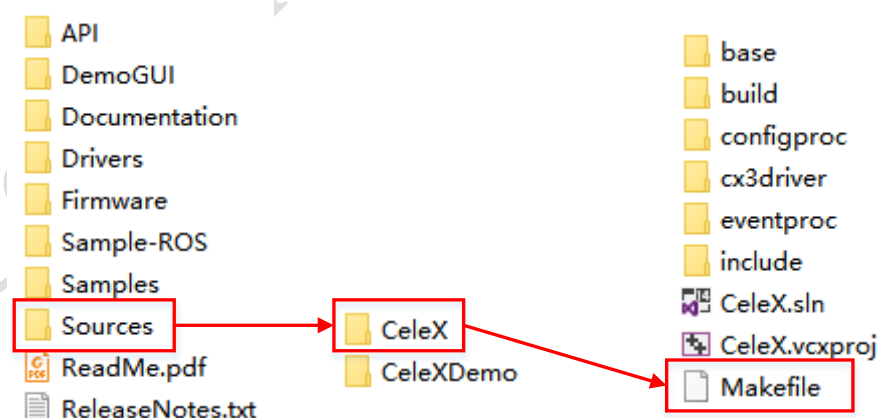 API
DemoGUI
Documentation
Drivers
Firmware
Sample-ROS
Samples
Sources
ReadMe.pdf
ReleaseNotes.txt
CeleX
CeleXDemo
base
build
configproc
cx3driver
eventproc
include
CeleX.sln
CeleX.vcxproj
Makefile